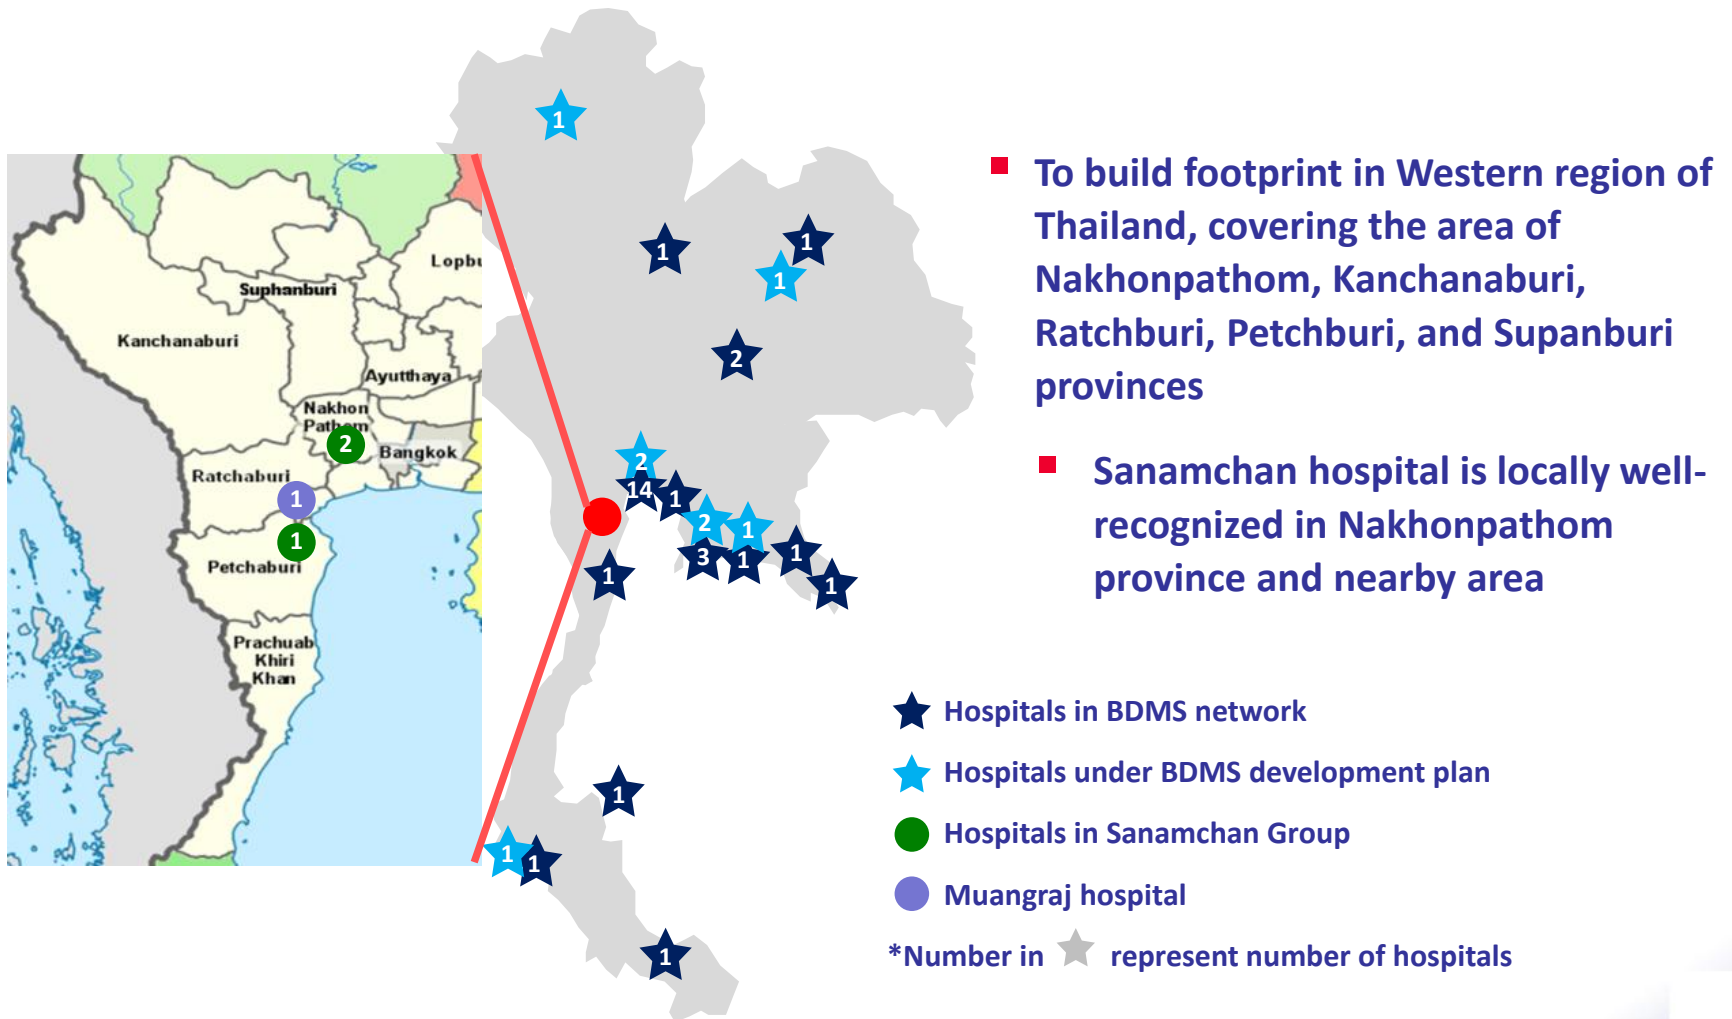 1
1
1
1
2
2
14
1
2
1
3
1
1
1
1
1
1
1
1
Lopbu
Suphanburi
Kanchanaburi
Ayutthaya
Nakhon
Pathom
2
Bangkok
Ratchaburi
1
1
Petchaburi
Prachuab
Khiri
Khan
To build footprint in Western region of
Thailand, covering the area of
Nakhonpathom, Kanchanaburi,
Ratchburi, Petchburi, and Supanburi
provinces
Sanamchan hospital is locally well-
recognized in Nakhonpathom
province and nearby area
Hospitals in BDMS network
Hospitals under BDMS development plan
Hospitals in Sanamchan Group
Muangraj hospital
*Number in represent number of hospitals